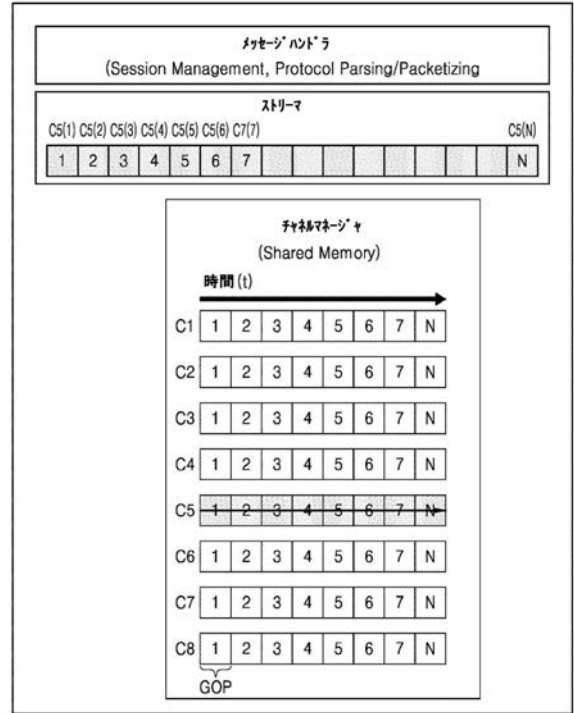 メッセージハンドラ
(Session Management, Protocol Parsing/Packetizing
ストリーマ
C5(1) C5(2) C5(3) C5(4) C5(5) C5(6) C7(7) C5(N)
1 2 3 4 5 6 7 N
チャネルマネージャ
(Shared Memory)
時間(t)
C1 1 2 3 4 5 6 7 N
C2 1 2 3 4 5 6 7 N
C3 1 2 3 4 5 6 7 N
C4 1 2 3 4 5 6 7 N
C5 1 2 3 4 5 6 7 N
C6 1 2 3 4 5 6 7 N
C7 1 2 3 4 5 6 7 N
C8 1 2 3 4 5 6 7 N
GOP